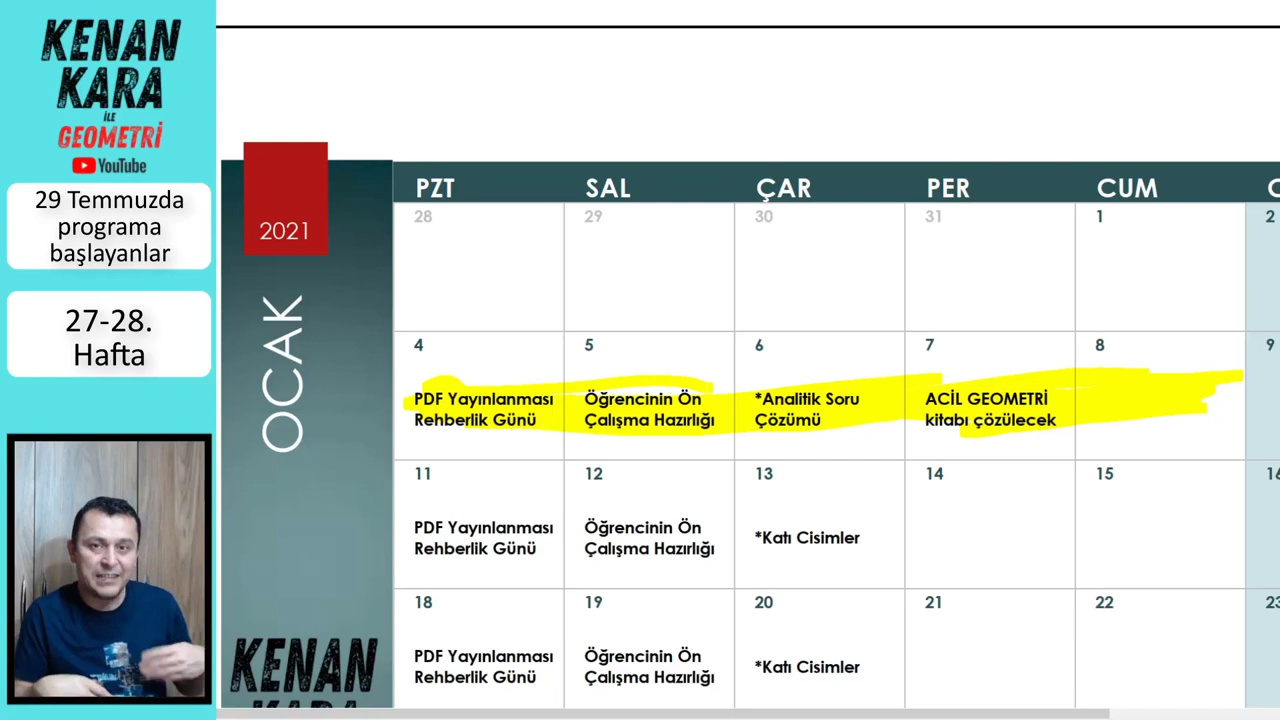 KENAN
KARA
İLE
GEOMETRİ
YouTube
29 Temmuzda
programa
başlayanlar
27-28.
Hafta
2021
OCAK
KENAN
PZT SAL ÇAR PER CUM
28 29 30 31 1 2
4 5 6 7 8 9
PDF Yayınlanması Öğrencinin Ön *Analitik Soru ACİL GEOMETRİ
Rehberlik Günü Çalışma Hazırlığı Çözümü kitabı çözülecek
11 12 13 14 15
PDF Yayınlanması Öğrencinin Ön *Katı Cisimler
Rehberlik Günü Çalışma Hazırlığı
18 19 20 21 22
PDF Yayınlanması Öğrencinin Ön *Katı Cisimler
Rehberlik Günü Çalışma Hazırlığı